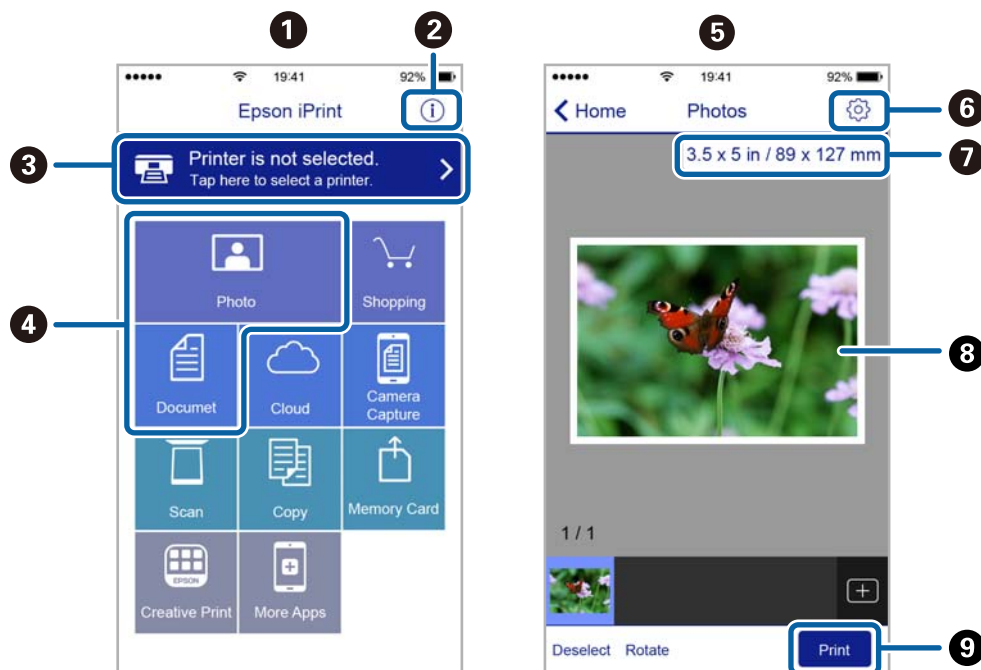 1
2
5
19:41
92%
Epson iPrint
i
3
Printer is not selected.
Tap here to select a printer.
4
Photo
Shopping
Documet
Cloud
Camera
Capture
Scan
Copy
Memory Card
EPSON
Creative Print
More Apps
19:41
92%
Home
Photos
6
3.5 x 5 in / 89 x 127 mm
7
8
1 / 1
Deselect
Rotate
Print
9